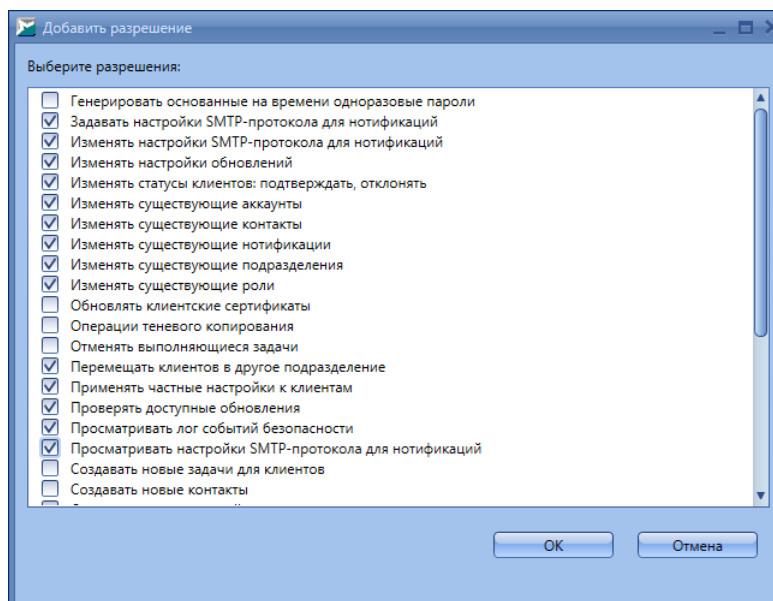 Добавить разрешение
Выберите разрешения:
Генерировать основанные на времени одноразовые пароли
Задавать настройки SMTP-протокола для нотификаций
Изменять настройки SMTP-протокола для нотификаций
Изменять настройки обновлений
Изменять статусы клиентов: подтверждать, отклонять
Изменять существующие аккаунты
Изменять существующие контакты
Изменять существующие нотификации
Изменять существующие подразделения
Изменять существующие роли
Обновлять клиентские сертификаты
Операции теневого копирования
Отменять выполняющиеся задачи
Перемещать клиентов в другое подразделение
Применять частные настройки к клиентам
Проверять доступные обновления
Просматривать лог событий безопасности
Просматривать настройки SMTP-протокола для нотификаций
Создавать новые задачи для клиентов
Создавать новые контакты
OK
Отмена